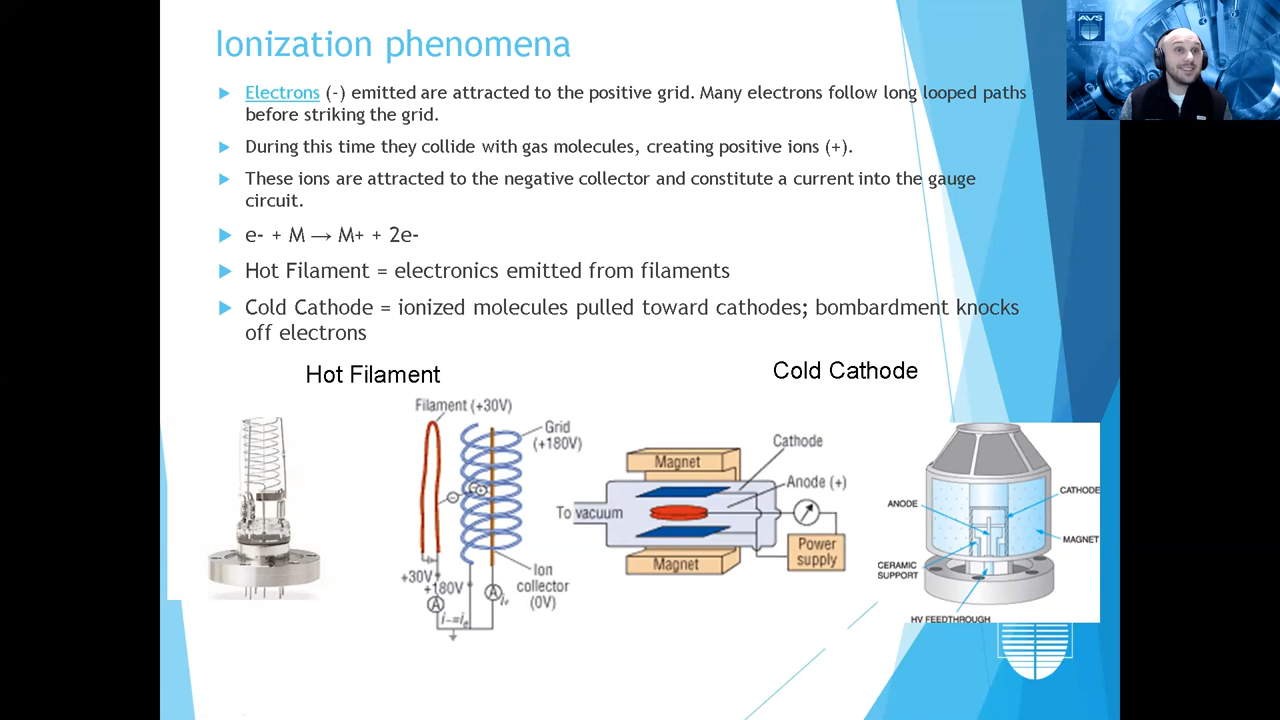 AVS
Ionization phenomena
Electrons (-) emitted are attracted to the positive grid. Many electrons follow long looped paths
before striking the grid.
During this time they collide with gas molecules, creating positive ions (+).
These ions are attracted to the negative collector and constitute a current into the gauge
circuit.
e- + M → M+ + 2e-
Hot Filament = electronics emitted from filaments
Cold Cathode = ionized molecules pulled toward cathodes; bombardment knocks
off electrons
Hot Filament
Cold Cathode
Filament (+30V)
Grid
(+180V)
+30V
+180V
A
A
Ion
collector
(0V)
Magnet
Cathode
Anode (+)
To vacuum
Power
supply
Magnet
ANODE
CATHODE
MAGNET
CERAMIC
SUPPORT
HV FEEDTHROUGH